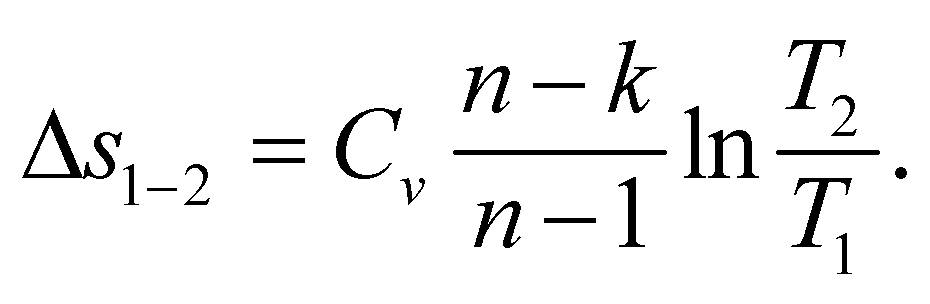 Δs₁₋₂ = Cᵥ (n − k)/(n − 1) ln T₂/T₁.